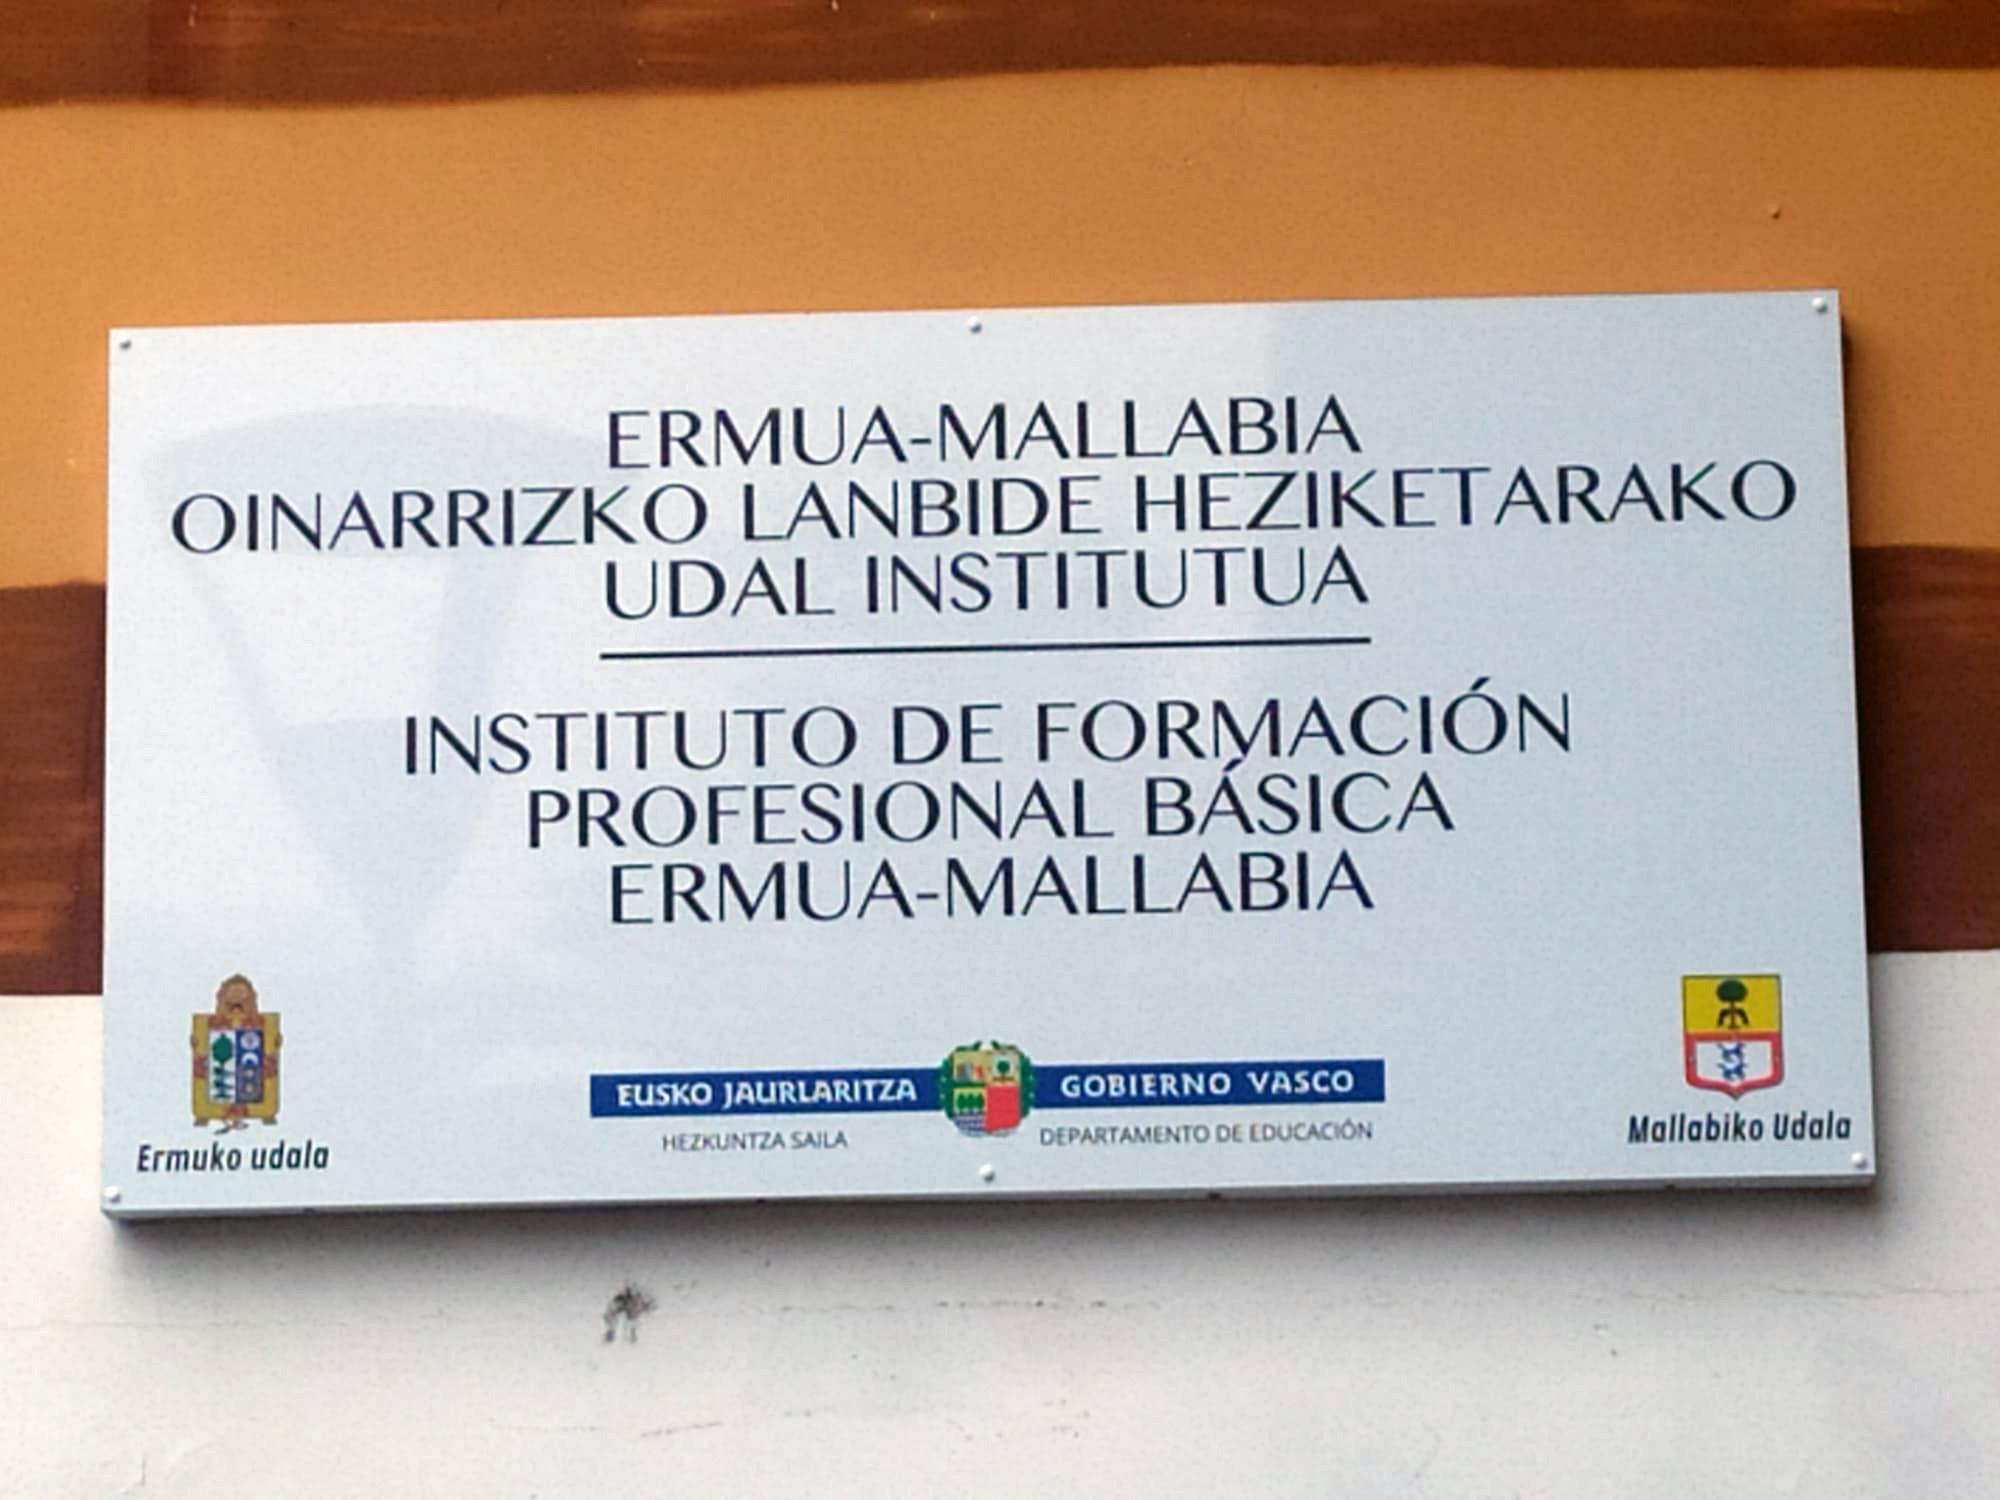 ERMUA-MALLABIA
OINARRIZKO LANBIDE HEZIKETARAKO
UDAL INSTITUTUA
INSTITUTO DE FORMACIÓN
PROFESIONAL BÁSICA
ERMUA-MALLABIA
Ermuko udala
EUSKO JAURLARITZA GOBIERNO VASCO
HEZKUNTZA SAILA DEPARTAMENTO DE EDUCACIÓN
Mallabiko Udala